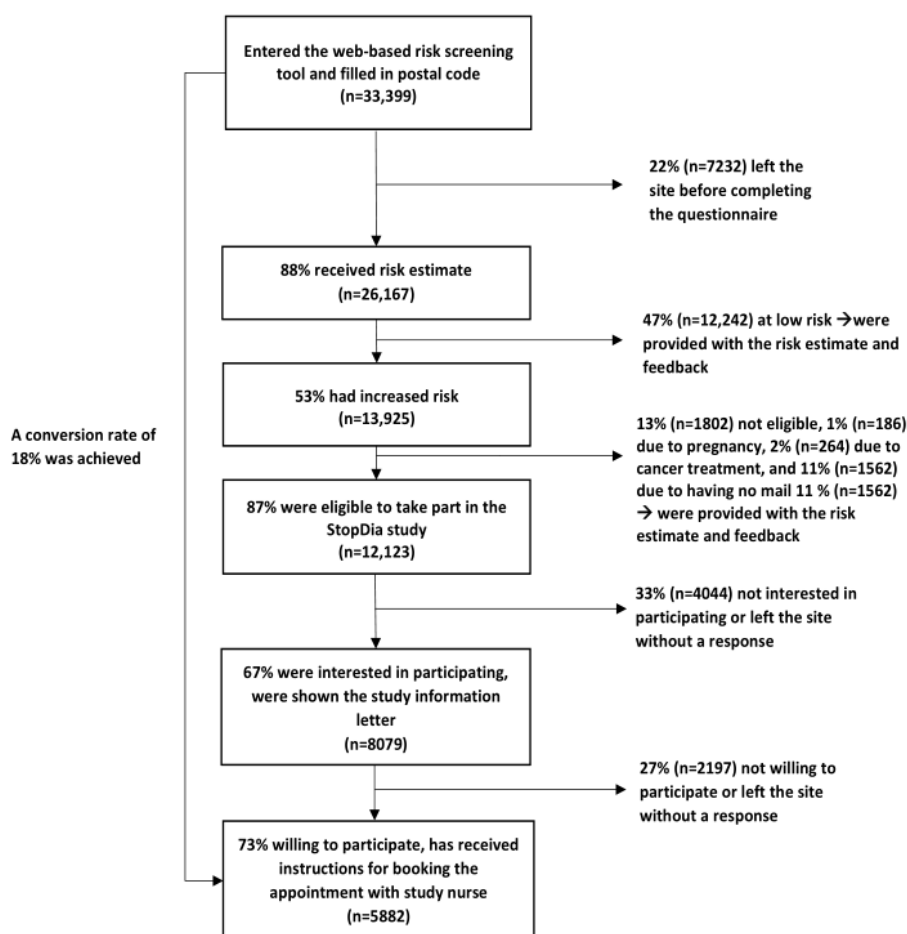 Entered the web-based risk screening
tool and filled in postal code
(n=33,399)
22% (n=7232) left the
site before completing
the questionnaire
88% received risk estimate
(n=26,167)
47% (n=12,242) at low risk →were
provided with the risk estimate and
feedback
53% had increased risk
(n=13,925)
A conversion rate of
18% was achieved
13% (n=1802) not eligible, 1% (n=186)
due to pregnancy, 2% (n=264) due to
cancer treatment, and 11% (n=1562)
due to having no mail 11 % (n=1562)
→ were provided with the risk
estimate and feedback
87% were eligible to take part in the
StopDia study
(n=12,123)
33% (n=4044) not interested in
participating or left the site
without a response
67% were interested in participating,
were shown the study information
letter
(n=8079)
27% (n=2197) not willing to
participate or left the site
without a response
73% willing to participate, has received
instructions for booking the
appointment with study nurse
(n=5882)